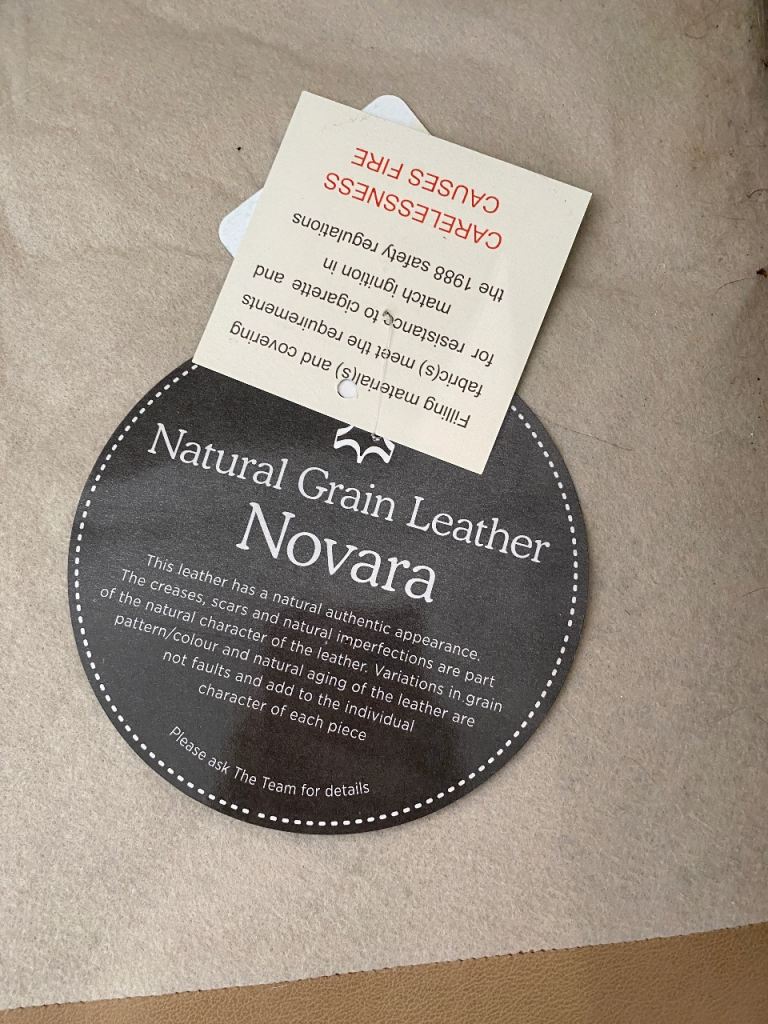 CARELESSNESS
CAUSES FIRE
Filling material(s) and covering
fabric(s) meet the requirements
for resistance to cigarette and
match ignition in
the 1988 safety regulations
Natural Grain Leather
Novara
This leather has a natural authentic appearance.
The creases, scars and natural imperfections are part
of the natural character of the leather. Variations in grain
pattern/colour and natural aging of the leather are
not faults and add to the individual
character of each piece
Please ask The Team for details